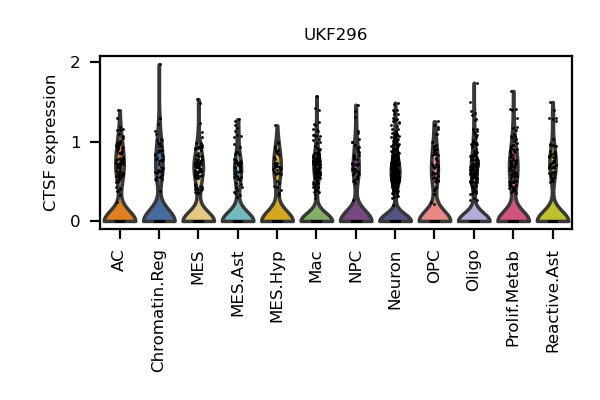 UKF296
CTSF expression
2
1
0
AC
Chromatin.Reg
MES
MES.Ast
MES.Hyp
Mac
NPC
Neuron
OPC
Oligo
Prolif.Metab
Reactive.Ast